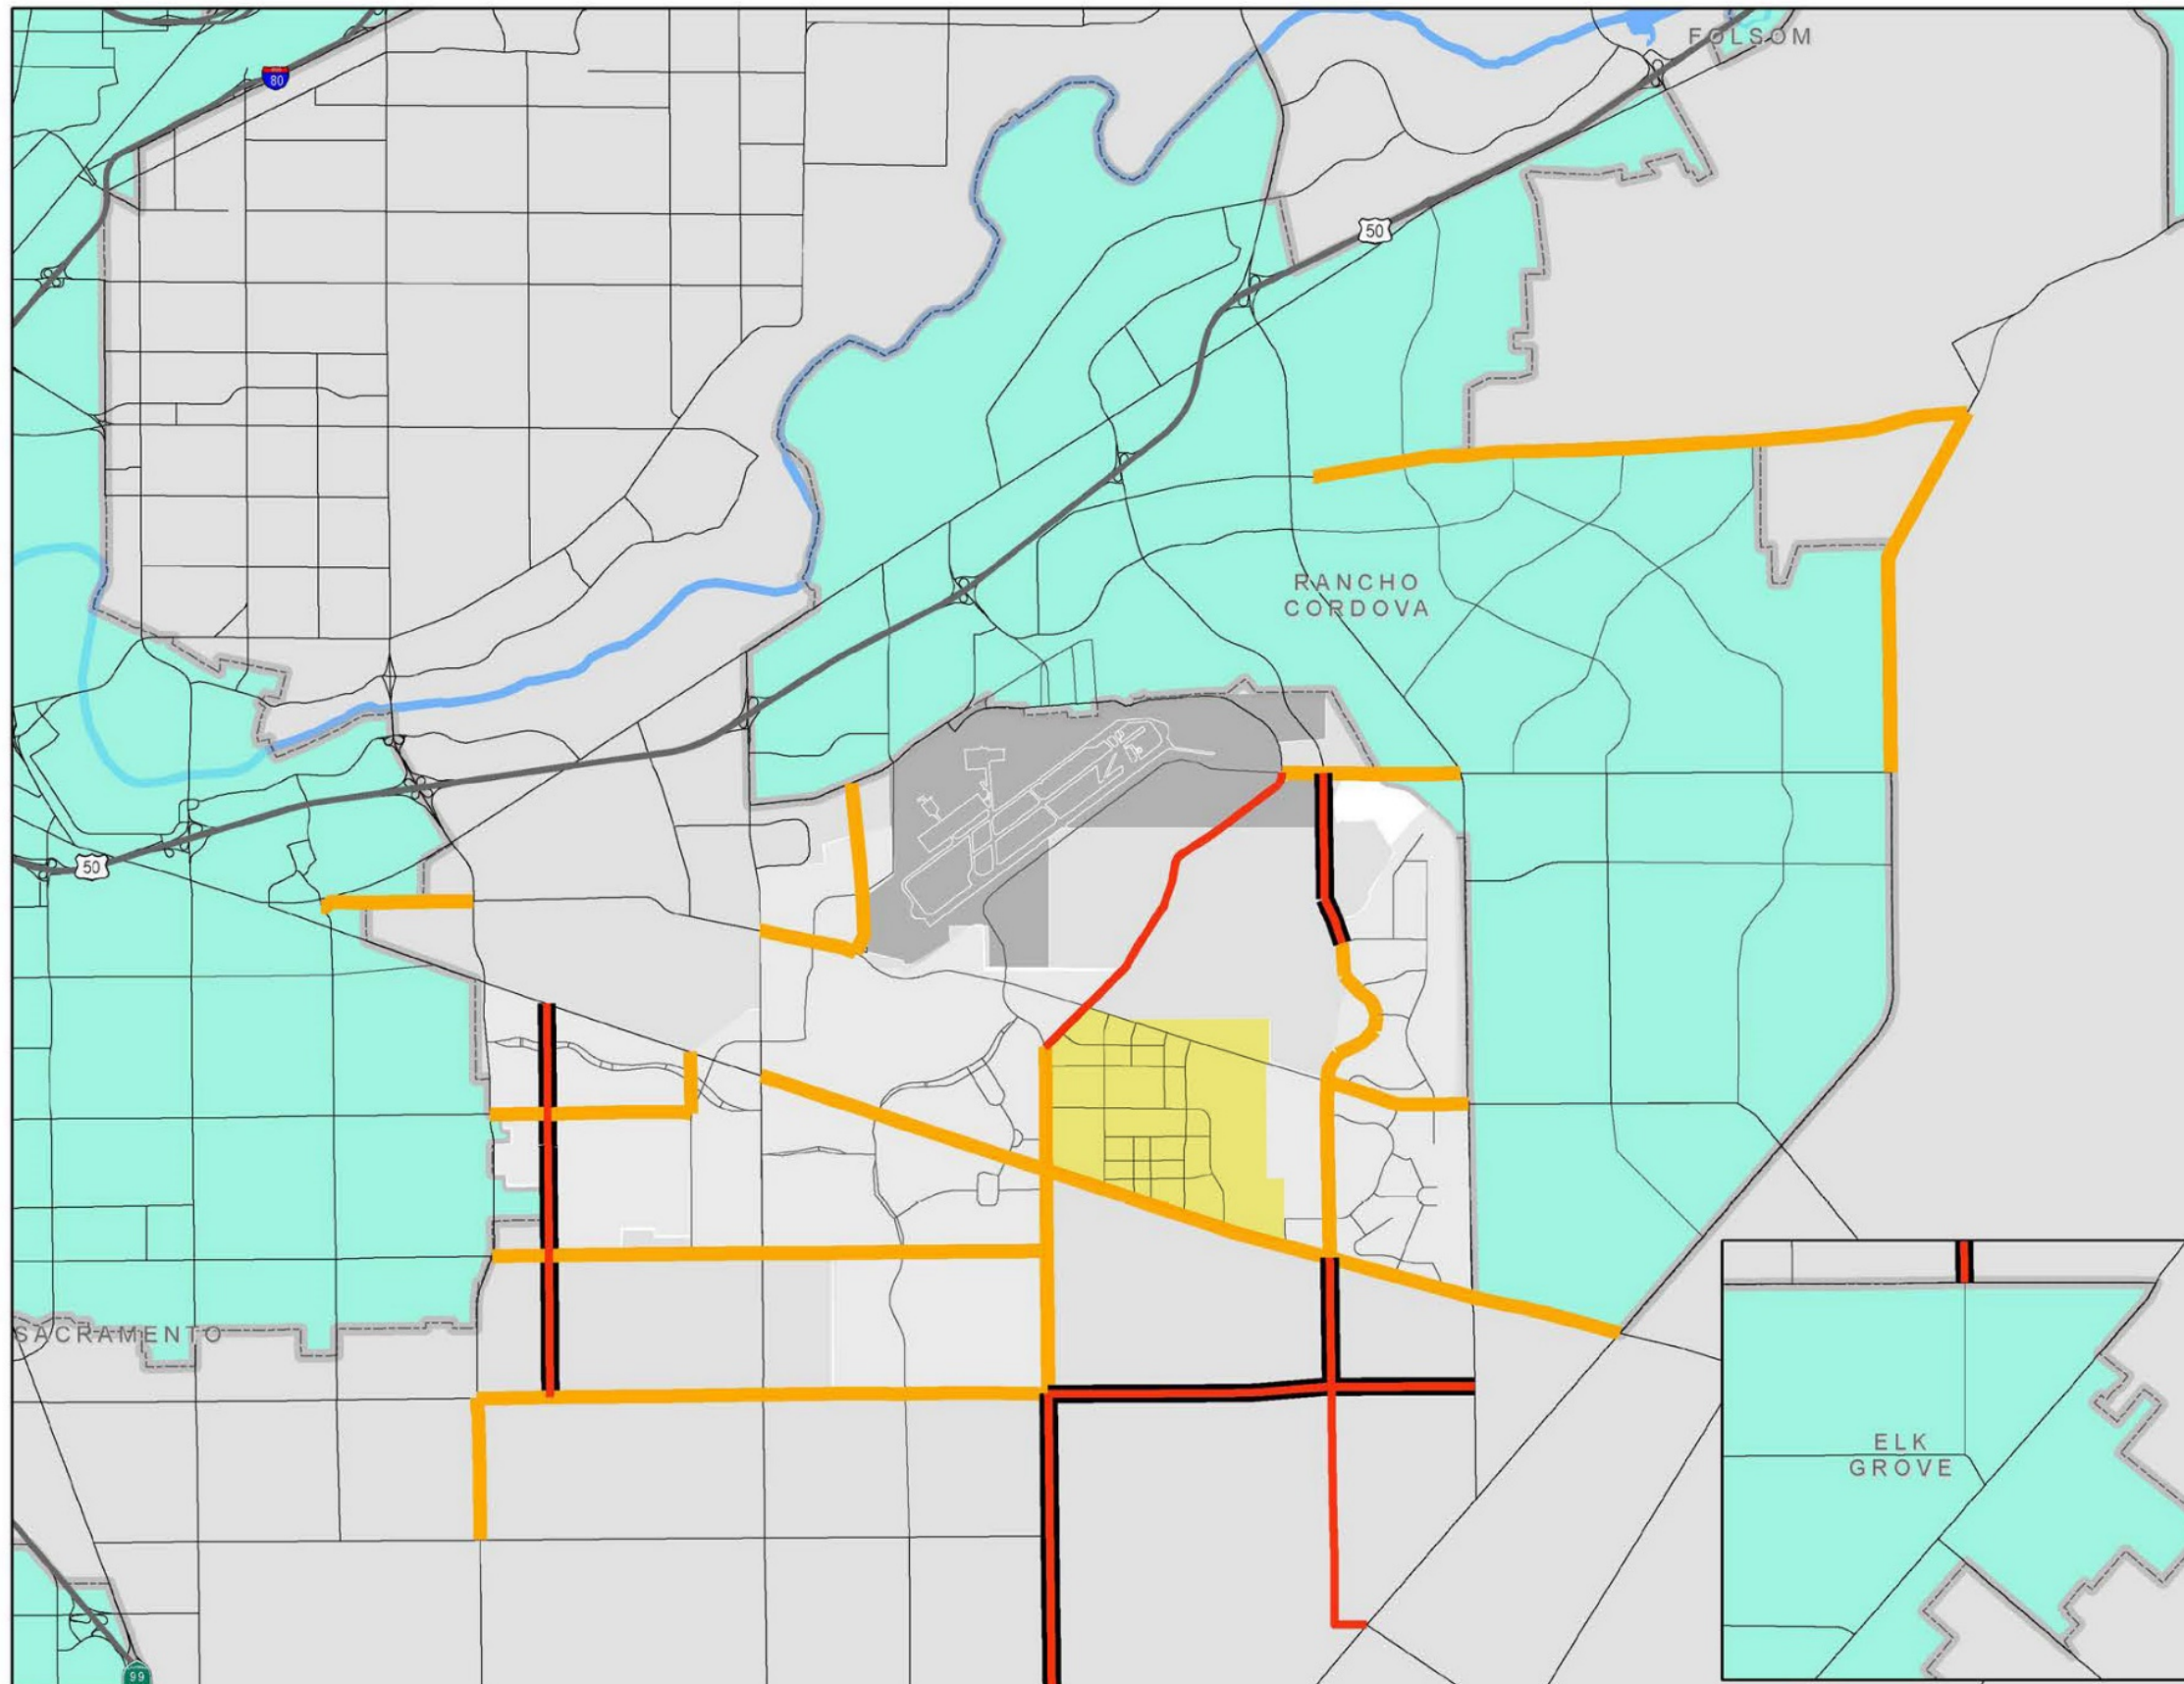 FOLSOM
80
50
RANCHO
CORDOVA
50
SACRAMENTO
ELK
GROVE
99